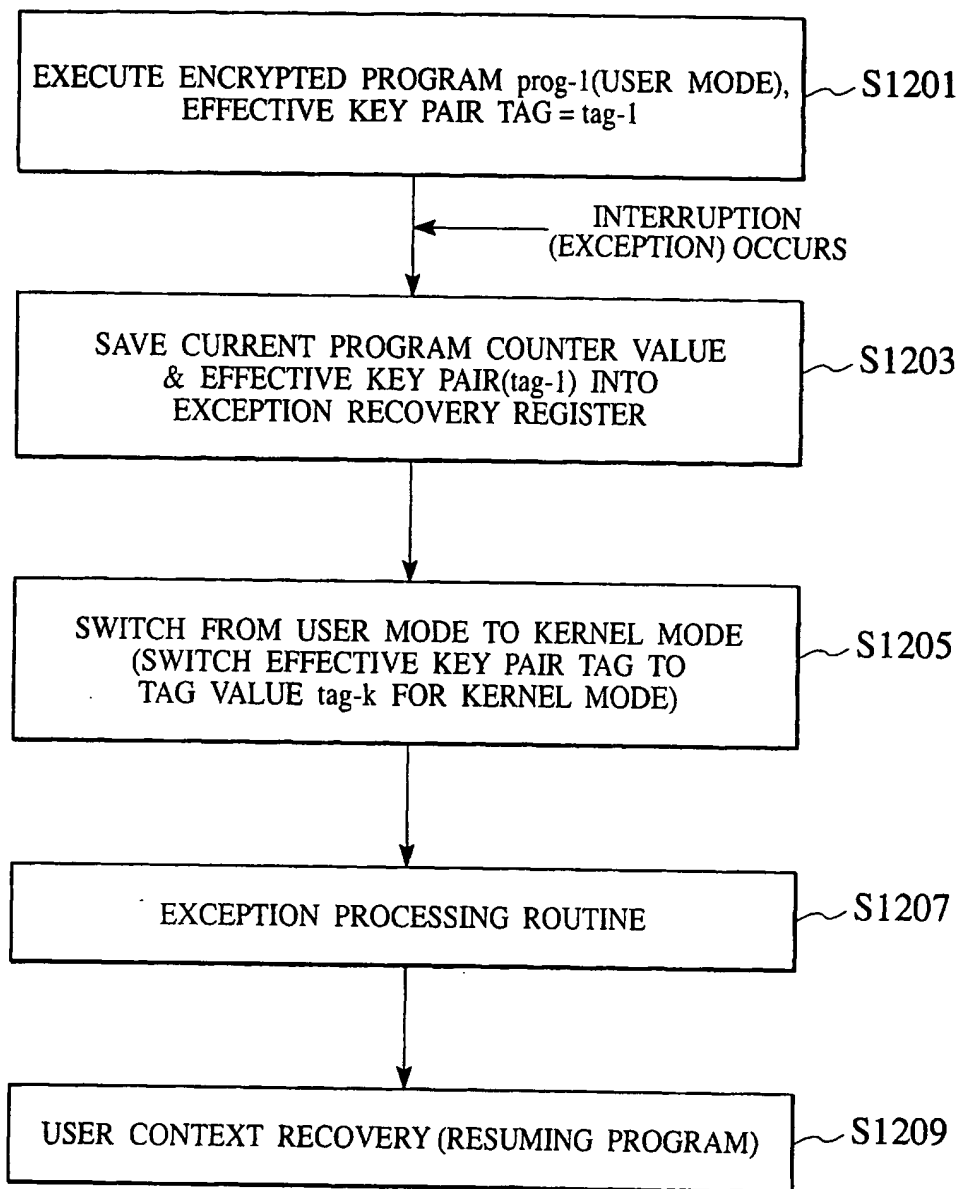 EXECUTE ENCRYPTED PROGRAM prog-1(USER MODE),
EFFECTIVE KEY PAIR TAG = tag-1
S1201
INTERRUPTION
(EXCEPTION) OCCURS
SAVE CURRENT PROGRAM COUNTER VALUE
& EFFECTIVE KEY PAIR(tag-1) INTO
EXCEPTION RECOVERY REGISTER
S1203
SWITCH FROM USER MODE TO KERNEL MODE
(SWITCH EFFECTIVE KEY PAIR TAG TO
TAG VALUE tag-k FOR KERNEL MODE)
S1205
EXCEPTION PROCESSING ROUTINE
S1207
USER CONTEXT RECOVERY (RESUMING PROGRAM)
S1209